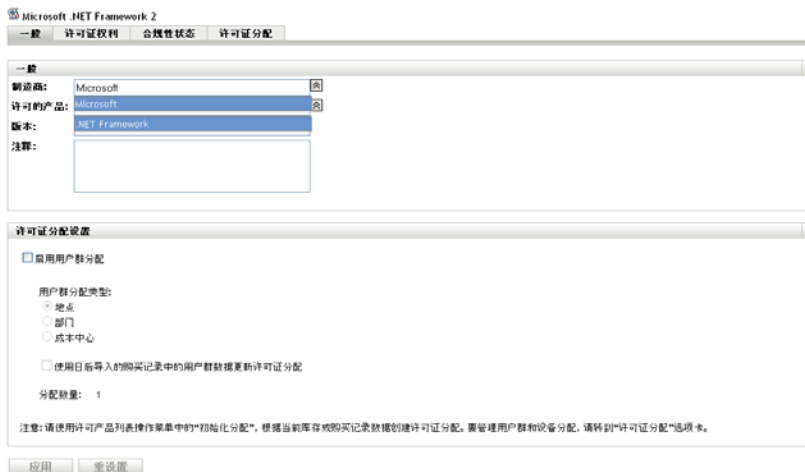 Microsoft .NET Framework 2
一般 许可证权利 合规性状态 许可证分配
一般
制造商: Microsoft
许可的产品: Microsoft
版本: .NET Framework
注释:
许可证分配设置
启用用户群分配
用户群分配类型:
地点
部门
成本中心
使用日后导入的购买记录中的用户群数据更新许可证分配
分配数量: 1
注意: 请使用许可产品列表操作菜单中的“初始化分配”, 根据当前库存或购买记录数据创建许可证分配。要管理用户群和设备分配, 请转到“许可证分配”选项卡。
应用 重设置